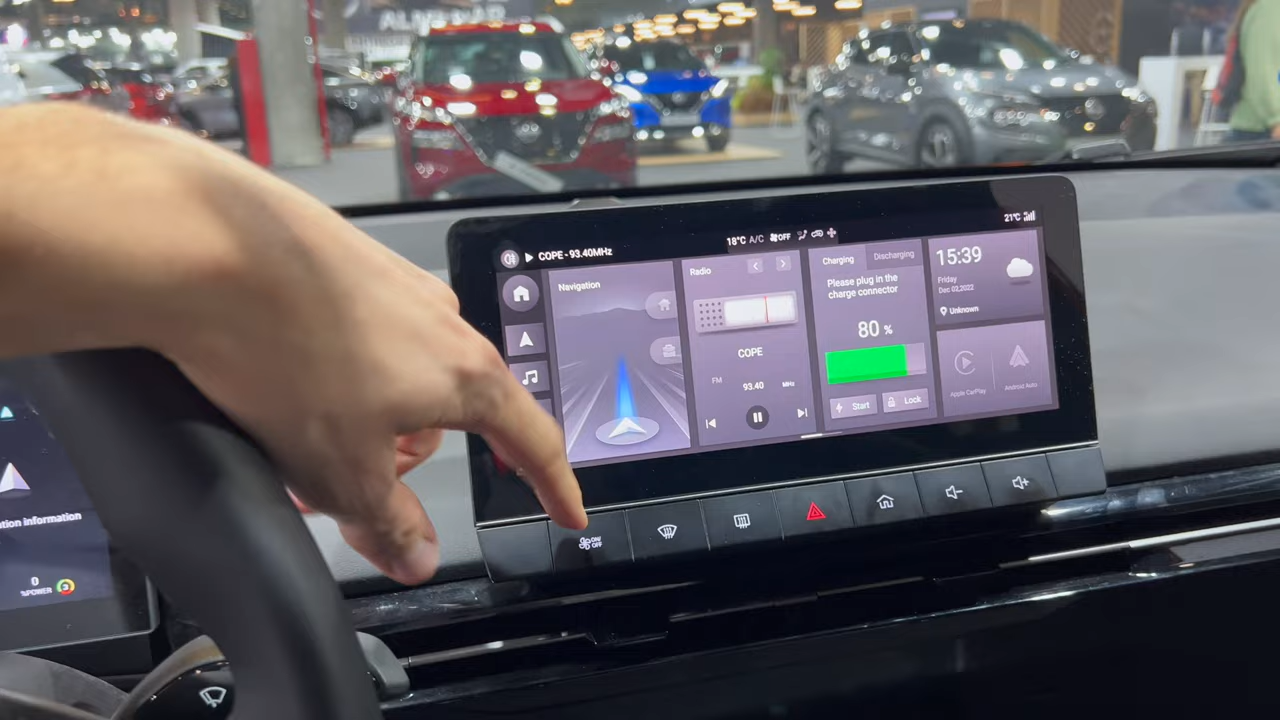 COPE - 93.40MHz
18°C A/C OFF
21°C
Navigation
Radio
COPE
FM 93.40 MHz
Charging Discharging
Please plug in the
charge connector
80 %
Start Lock
15:39
Friday
Dec 02,2022
Unknown
Apple CarPlay Android Auto
ON/
OFF
tion information
0
%POWER